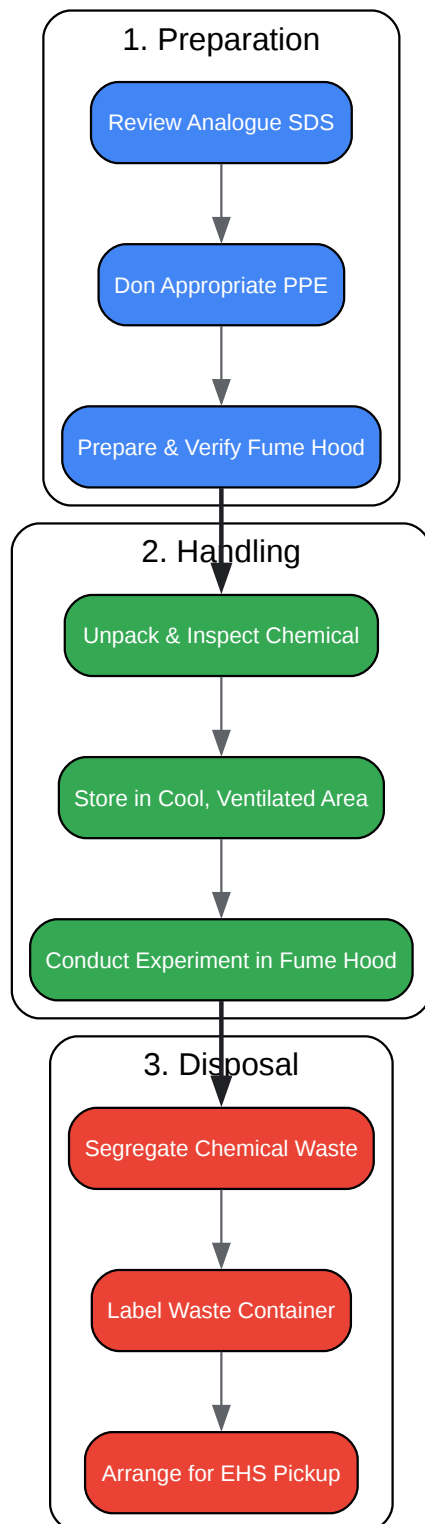 1. Preparation
Review Analogue SDS
Don Appropriate PPE
Prepare & Verify Fume Hood
2. Handling
Unpack & Inspect Chemical
Store in Cool, Ventilated Area
Conduct Experiment in Fume Hood
3. Disposal
Segregate Chemical Waste
Label Waste Container
Arrange for EHS Pickup